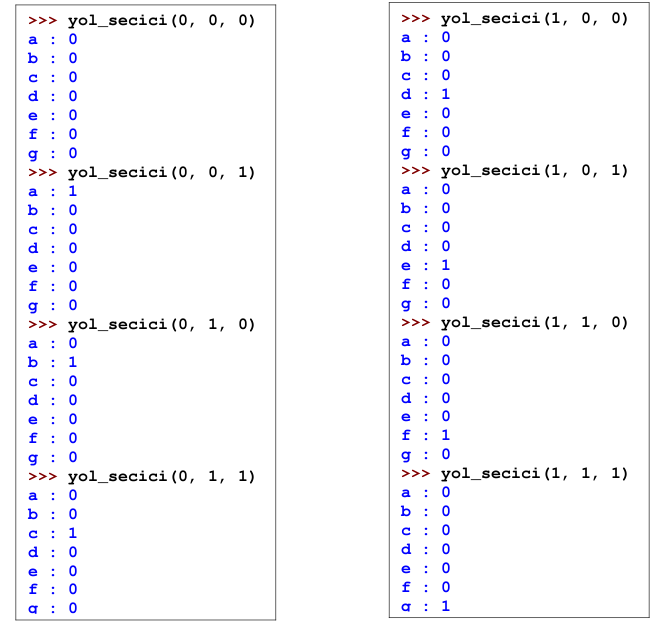 >>> yol_secici(0, 0, 0)
a : 0
b : 0
c : 0
d : 0
e : 0
f : 0
g : 0
>>> yol_secici(0, 0, 1)
a : 1
b : 0
c : 0
d : 0
e : 0
f : 0
g : 0
>>> yol_secici(0, 1, 0)
a : 0
b : 1
c : 0
d : 0
e : 0
f : 0
g : 0
>>> yol_secici(0, 1, 1)
a : 0
b : 0
c : 1
d : 0
e : 0
f : 0
g : 0
>>> yol_secici(1, 0, 0)
a : 0
b : 0
c : 0
d : 1
e : 0
f : 0
g : 0
>>> yol_secici(1, 0, 1)
a : 0
b : 0
c : 0
d : 0
e : 1
f : 0
g : 0
>>> yol_secici(1, 1, 0)
a : 0
b : 0
c : 0
d : 0
e : 0
f : 1
g : 0
>>> yol_secici(1, 1, 1)
a : 0
b : 0
c : 0
d : 0
e : 0
f : 0
g : 1